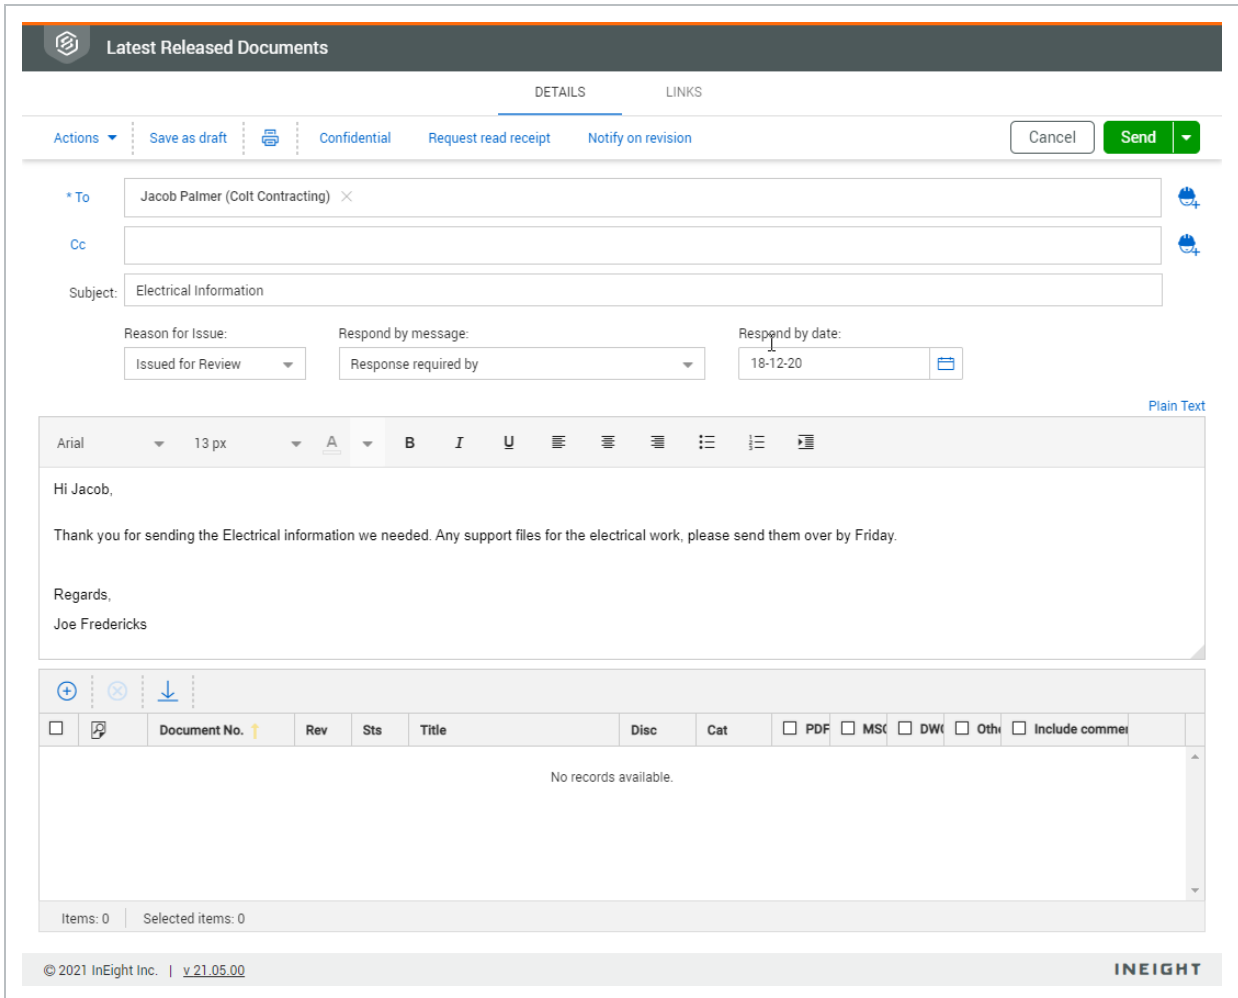 Latest Released Documents
DETAILS LINKS
Actions Save as draft Confidential Request read receipt Notify on revision Cancel Send
* To Jacob Palmer (Colt Contracting)
Cc
Subject: Electrical Information
Reason for Issue: Respond by message: Respond by date:
Issued for Review Response required by 18-12-20
Plain Text
Arial 13 px A B I U
Hi Jacob,
Thank you for sending the Electrical information we needed. Any support files for the electrical work, please send them over by Friday.
Regards,
Joe Fredericks
Document No. Rev Sts Title Disc Cat PDF MSG DWG Othe Include commen
No records available.
Items: 0 Selected items: 0
© 2021 InEight Inc. | v 21.05.00 INEIGHT